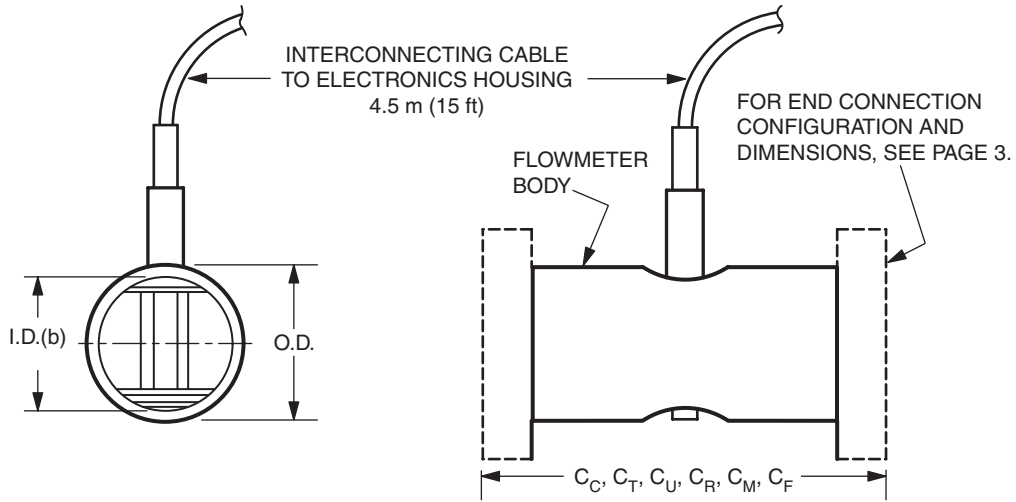 INTERCONNECTING CABLE
TO ELECTRONICS HOUSING
4.5 m (15 ft)
FOR END CONNECTION
CONFIGURATION AND
DIMENSIONS, SEE PAGE 3.
FLOWMETER
BODY
I.D.(b)
O.D.
C_C, C_T, C_U, C_R, C_M, C_F